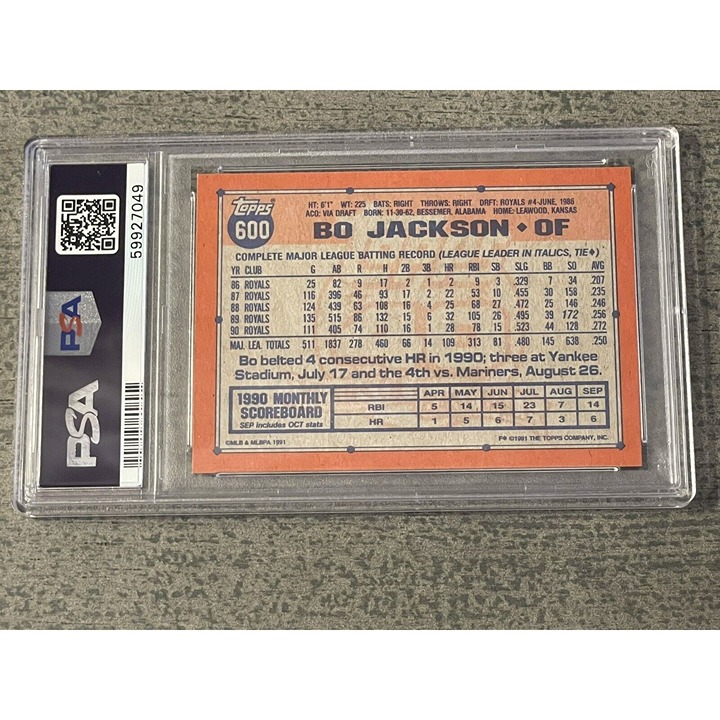 59927049
PSA
PSA
Topps
600
HT: 6'1" WT: 225 BATS: RIGHT THROWS: RIGHT DRFT: ROYALS #4-JUNE, 1986
ACQ: VIA DRAFT BORN: 11-30-62, BESSEMER, ALABAMA HOME: LEAWOOD, KANSAS
BO JACKSON ♦ OF
COMPLETE MAJOR LEAGUE BATTING RECORD (LEAGUE LEADER IN ITALICS, TIE♦)
YR CLUB G AB R H 2B 3B HR RBI SB SLG BB SO AVG
86 ROYALS 25 82 9 17 2 1 2 9 3 .329 7 34 .207
87 ROYALS 116 396 46 93 17 2 22 53 10 .455 30 158 .235
88 ROYALS 124 439 63 108 16 4 25 68 27 .472 25 146 .246
89 ROYALS 135 515 86 132 15 6 32 105 26 .495 39 172 .256
90 ROYALS 111 405 74 110 16 1 28 78 15 .523 44 128 .272
MAJ. LEA. TOTALS 511 1837 278 460 66 14 109 313 81 .480 145 638 .250
Bo belted 4 consecutive HR in 1990; three at Yankee
Stadium, July 17 and the 4th vs. Mariners, August 26.
1990 MONTHLY SCOREBOARD
SEP includes OCT stats
APR MAY JUN JUL AUG SEP
RBI 5 14 15 23 7 14
HR 1 5 6 7 3 6
©MLB & MLBPA 1991
F* ©1991 THE TOPPS COMPANY, INC.